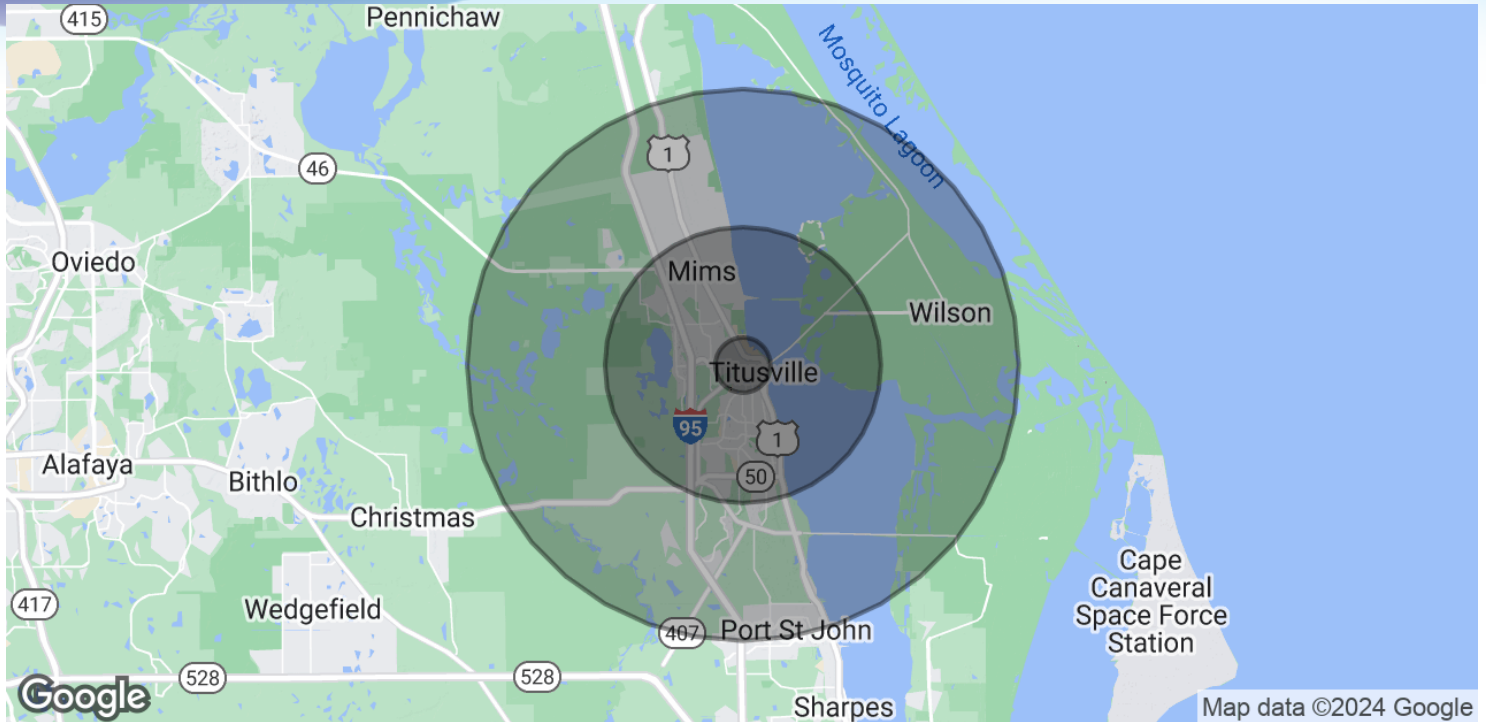 415
Pennichaw
Mosquito Lagoon
1
46
Oviedo
Mims
Wilson
Titusville
95
1
Alafaya
50
Bithlo
Christmas
Cape
Canaveral
Space Force
Station
417
Wedgefield
407
Port St John
528
528
Google
Sharpes
Map data ©2024 Google